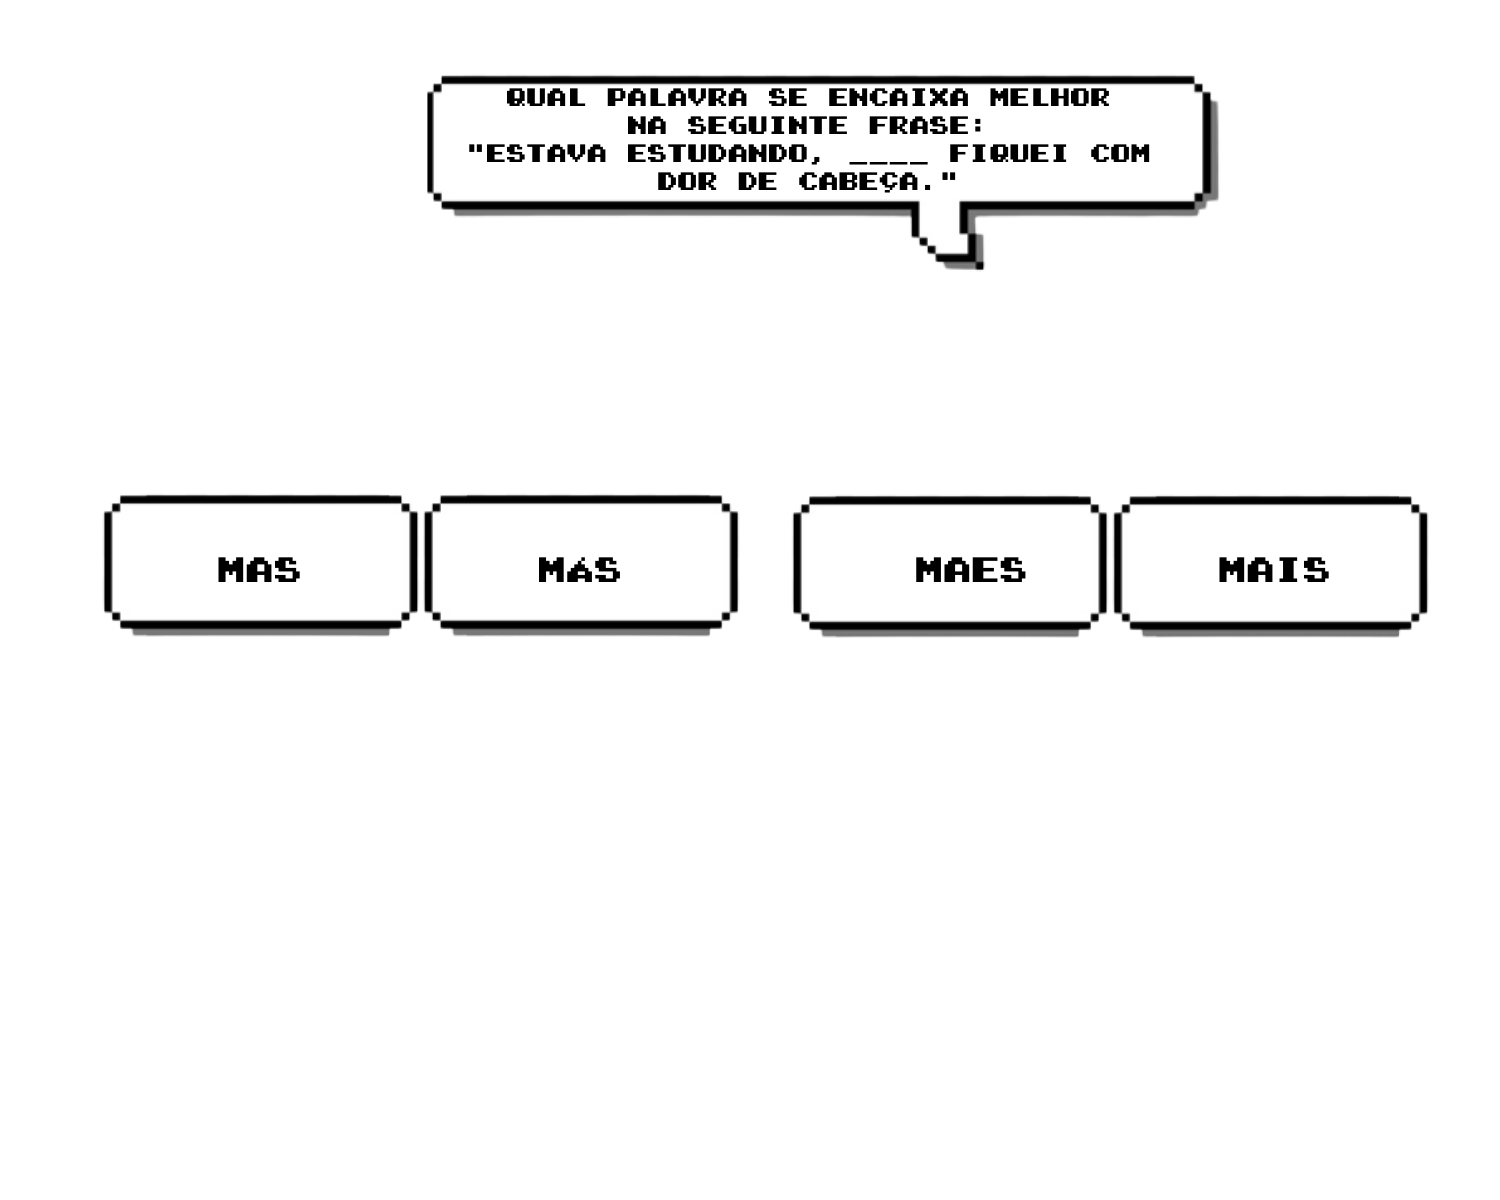 QUAL PALAVRA SE ENCAIXA MELHOR
NA SEGUINTE FRASE:
"ESTAVA ESTUDANDO, ____ FIQUEI COM
DOR DE CABEÇA."
MAS
MáS
MAES
MAIS